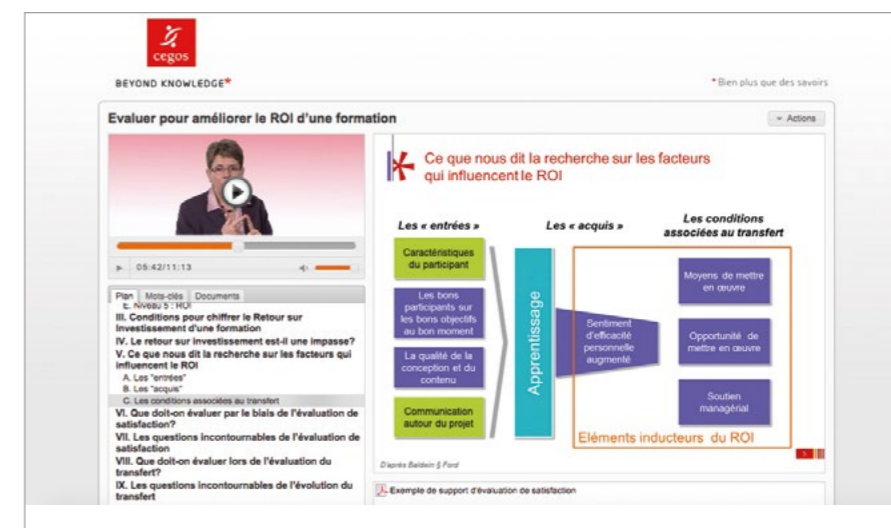 cegos
BEYOND KNOWLEDGE*
* Bien plus que des savoirs
Evaluer pour améliorer le ROI d'une formation
Actions
05:42/11:13
Plan Mots-clés Documents
E. Niveau 5 : ROI
III. Conditions pour chiffrer le Retour sur
Investissement d'une formation
IV. Le retour sur investissement est-il une impasse?
V. Ce que nous dit la recherche sur les facteurs qui
influencent le ROI
A. Les "entrées"
B. Les "acquis"
C. Les conditions associées au transfert
VI. Que doit-on évaluer par le biais de l'évaluation de
satisfaction?
VII. Les questions incontournables de l'évaluation de
satisfaction
VIII. Que doit-on évaluer lors de l'évaluation du
transfert?
IX. Les questions incontournables de l'évolution du
transfert
Ce que nous dit la recherche sur les facteurs
qui influencent le ROI
Les « entrées »
Caractéristiques
du participant
Les bons
participants sur
les bons objectifs
au bon moment
La qualité de la
conception et du
contenu
Communication
autour du projet
Apprentissage
Les « acquis »
Sentiment
d'efficacité
personnelle
augmenté
Les conditions
associées au transfert
Moyens de mettre
en œuvre
Opportunité de
mettre en œuvre
Soutien
managérial
Eléments inducteurs du ROI
D'après Baldwin § Ford
Exemple de support d'évaluation de satisfaction